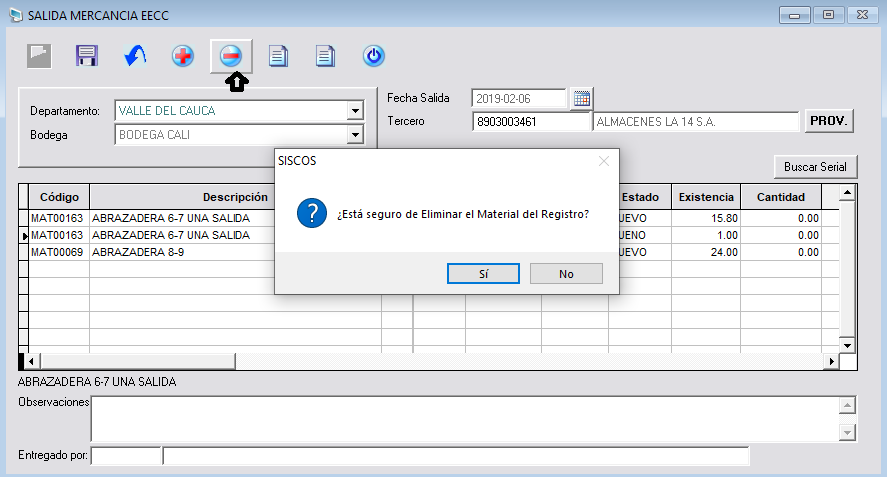 SALIDA MERCANCIA EECC
Departamento: VALLE DEL CAUCA
Bodega BODEGA CALI
Fecha Salida 2019-02-06
Tercero 8903003461 ALMACENES LA 14 S.A. PROV.
Buscar Serial
SISCOS
¿Está seguro de Eliminar el Material del Registro?
Sí No
Código Descripción Estado Existencia Cantidad
MAT00163 ABRAZADERA 6-7 UNA SALIDA UEVO 15.80 0.00
MAT00163 ABRAZADERA 6-7 UNA SALIDA UENO 1.00 0.00
MAT00069 ABRAZADERA 8-9 UEVO 24.00 0.00
ABRAZADERA 6-7 UNA SALIDA
Observaciones
Entregado por: